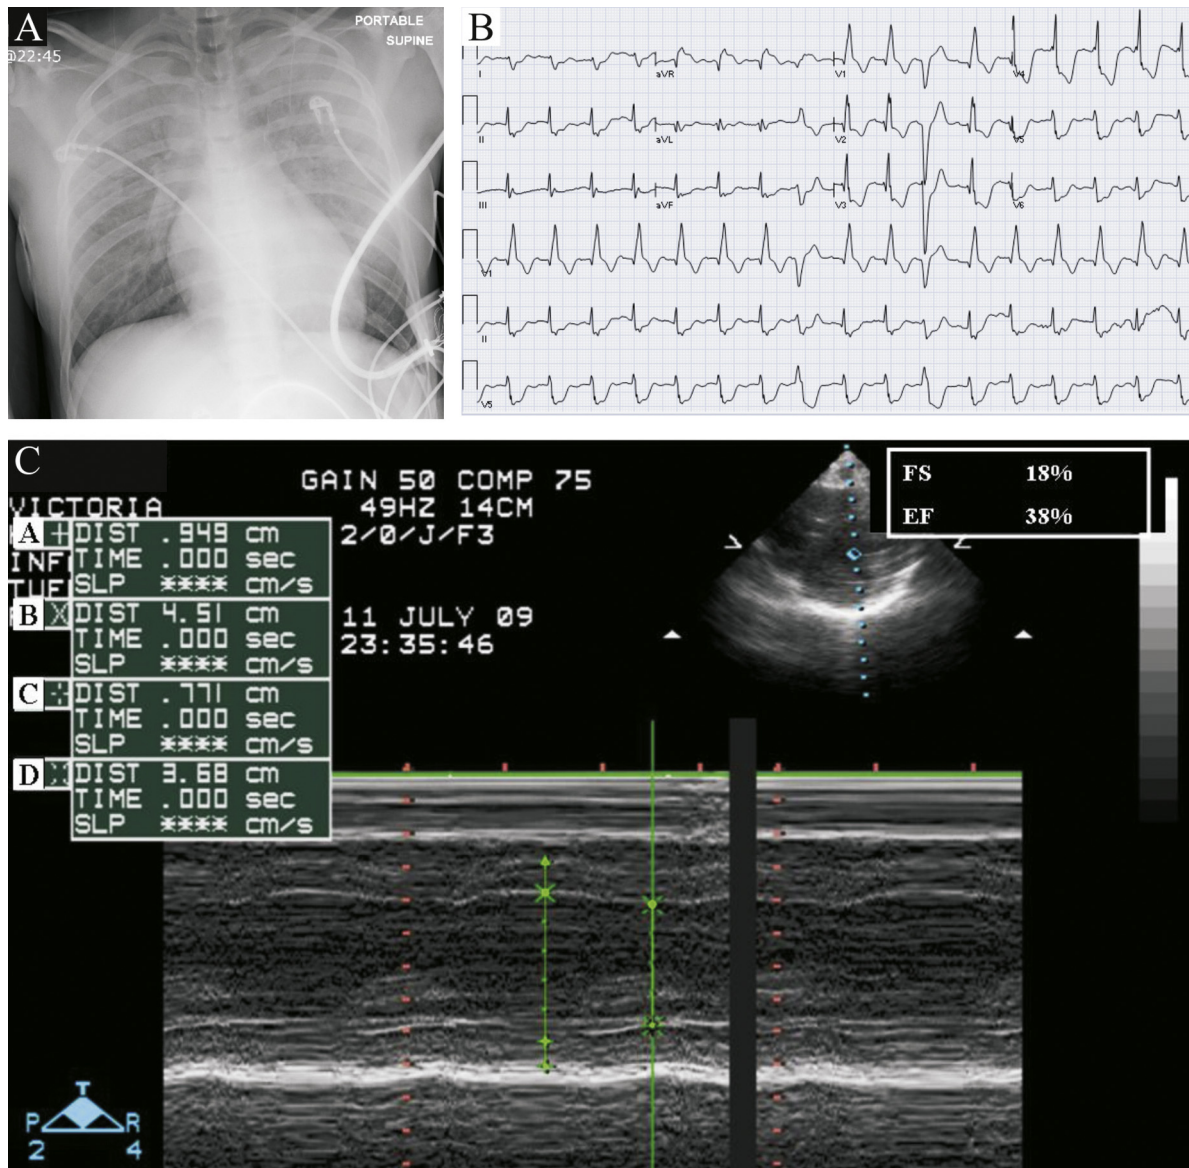 A
PORTABLE
SUPINE
@22:45
B
I
aVR
V1
V4
II
aVL
V2
V5
III
aVF
V3
V6
V1
II
V5
C
GAIN 50 COMP 75
VICTORIA
49HZ 14CM
2/0/J/F3
11 JULY 09
23:35:46
FS 18%
EF 38%
A DIST .949 cm
TIME .000 sec
SLP **** cm/s
B DIST 4.51 cm
TIME .000 sec
SLP **** cm/s
C DIST .771 cm
TIME .000 sec
SLP **** cm/s
D DIST 3.68 cm
TIME .000 sec
SLP **** cm/s
T
P R
2 4